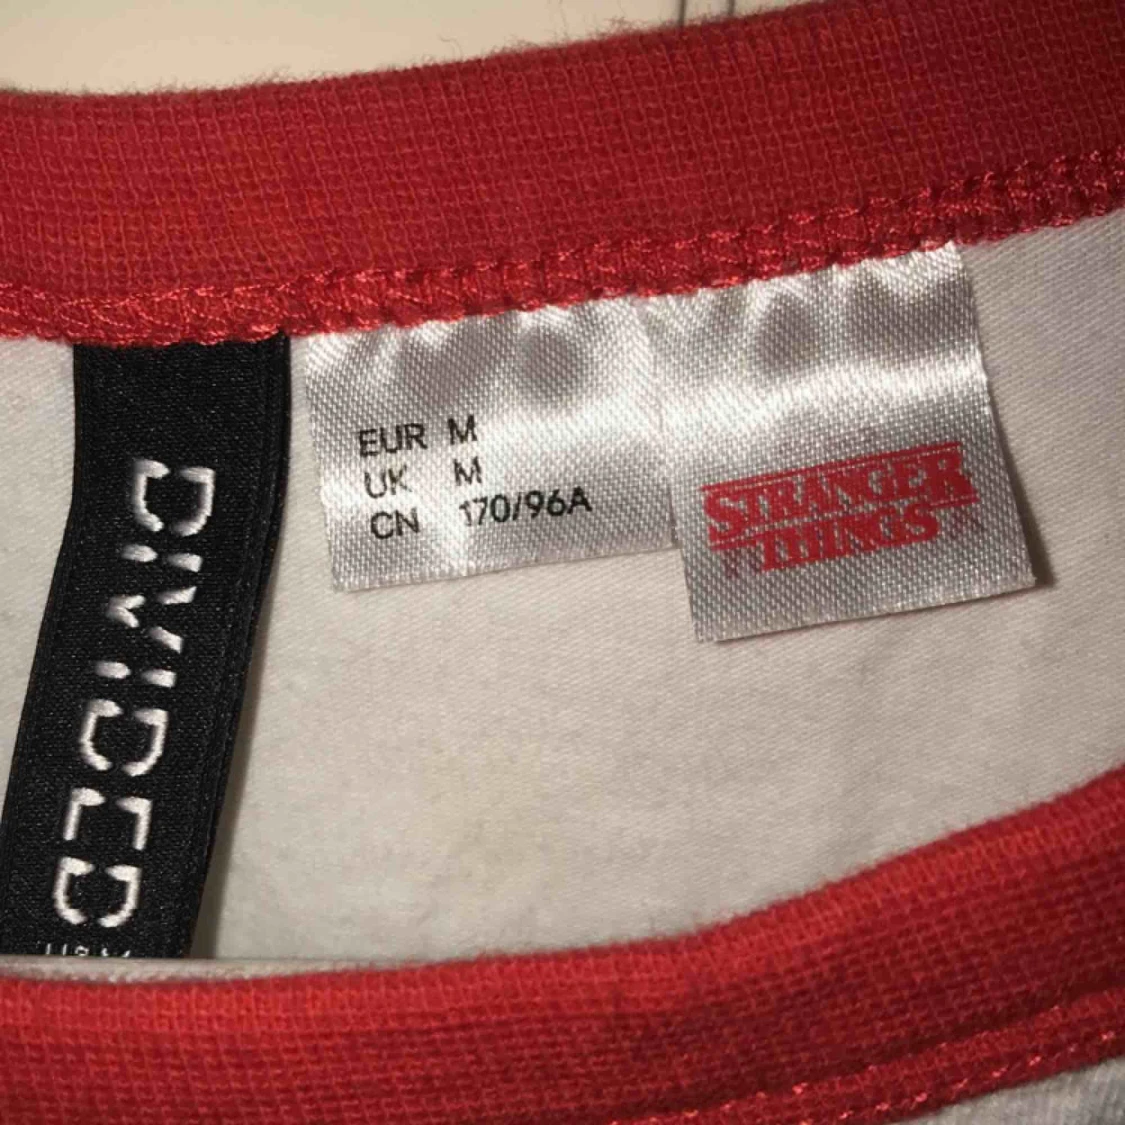 DIVIDED
EUR M
UK M
CN 170/96A
STRANGER
THINGS